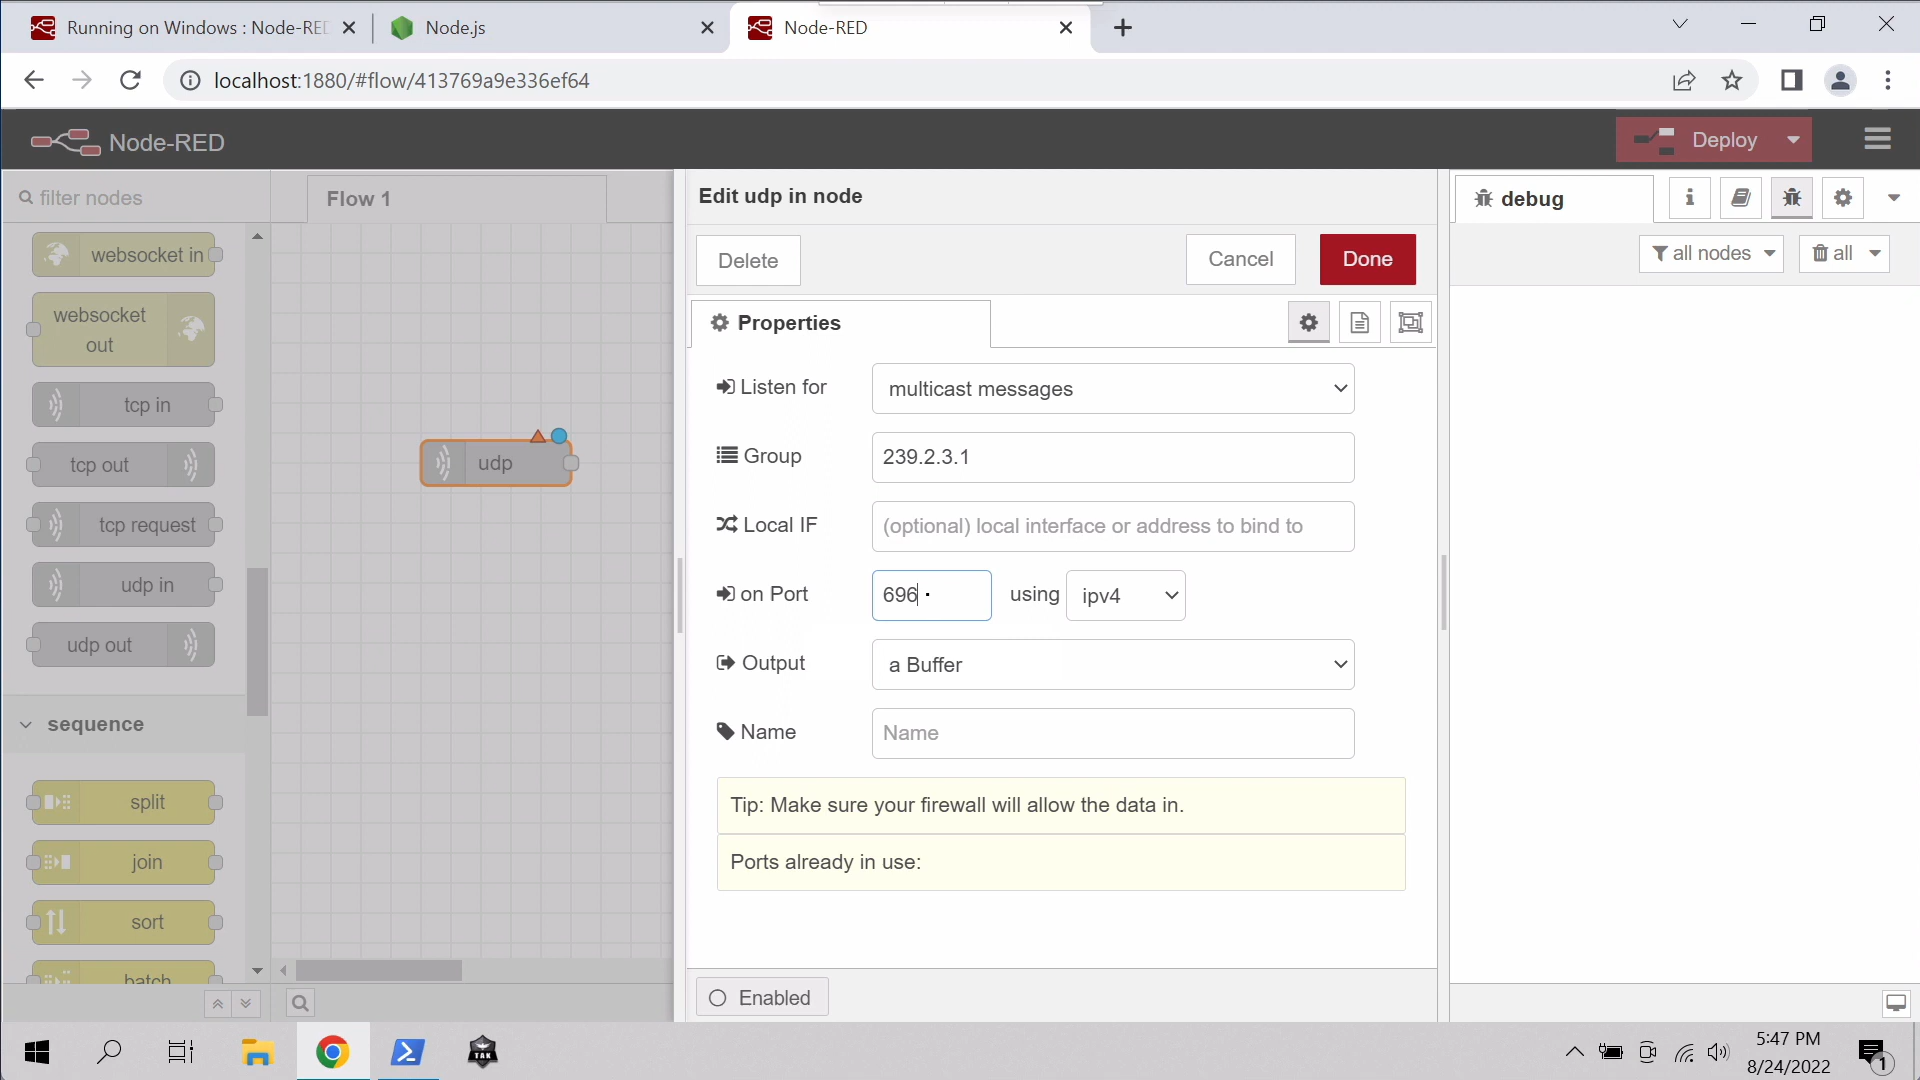 Running on Windows : Node-RED
Node.js
Node-RED
localhost:1880/#flow/413769a9e336ef64
Node-RED
Deploy
filter nodes
Flow 1
Edit udp in node
debug
Delete
Cancel
Done
all nodes
all
websocket in
websocket
out
tcp in
tcp out
tcp request
udp in
udp out
sequence
split
join
sort
batch
udp
Properties
Listen for
multicast messages
Group
239.2.3.1
Local IF
(optional) local interface or address to bind to
on Port
696
using
ipv4
Output
a Buffer
Name
Name
Tip: Make sure your firewall will allow the data in.
Ports already in use:
Enabled
TAK
5:47 PM
8/24/2022
1